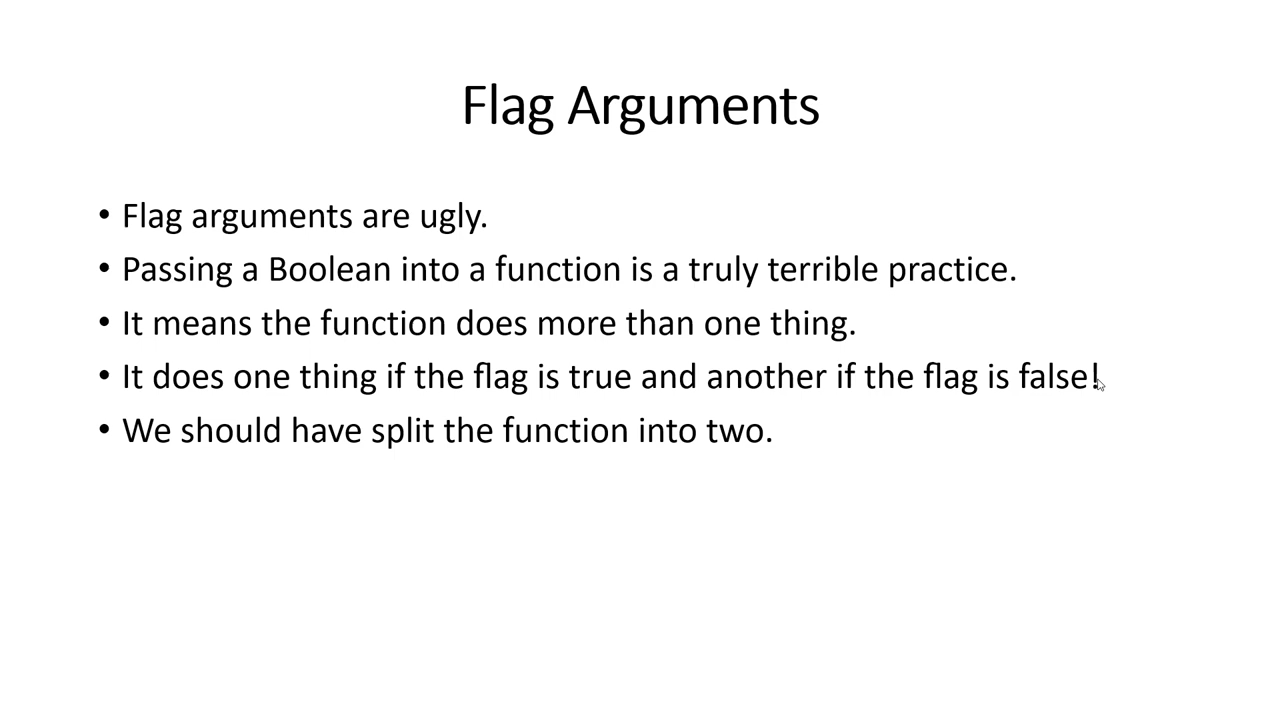 Flag Arguments
• Flag arguments are ugly.
• Passing a Boolean into a function is a truly terrible practice.
• It means the function does more than one thing.
• It does one thing if the flag is true and another if the flag is false!
• We should have split the function into two.